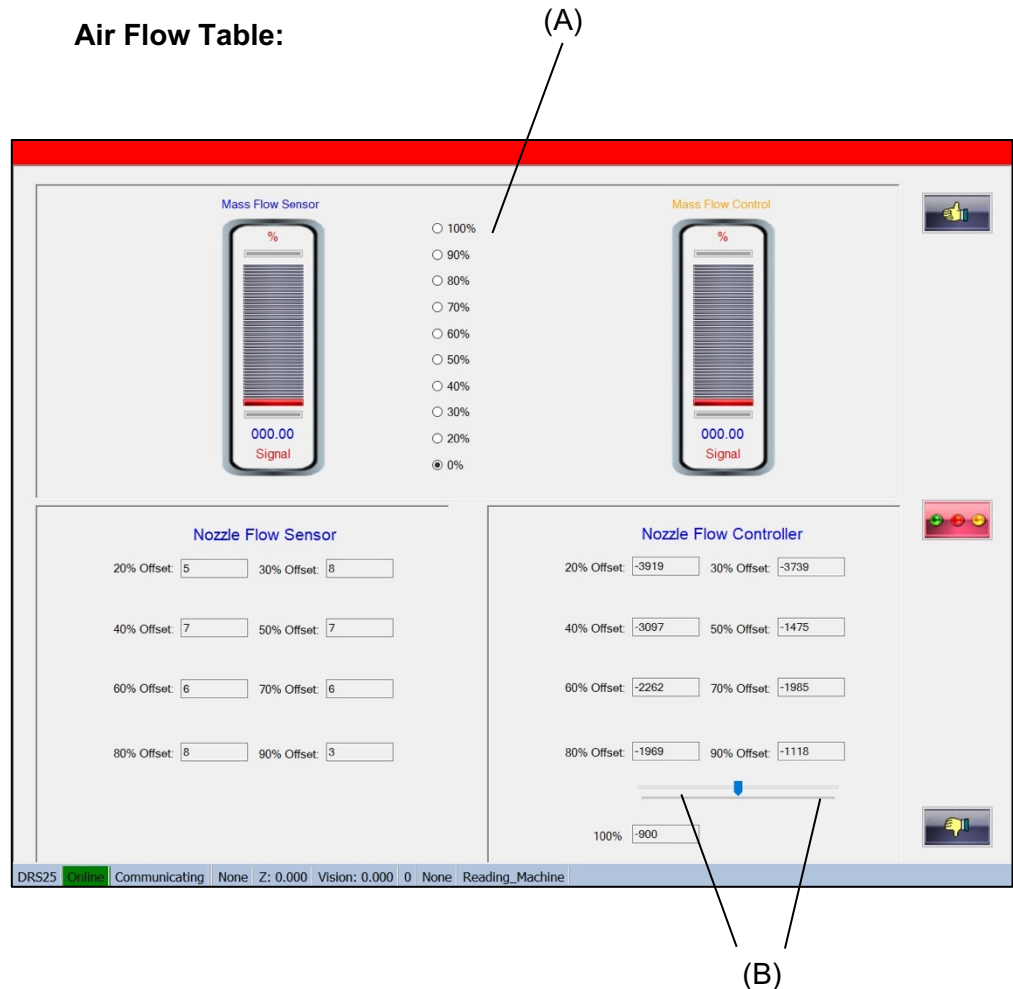 (A)
Air Flow Table:
Mass Flow Sensor
%
000.00
Signal
100%
90%
80%
70%
60%
50%
40%
30%
20%
0%
Mass Flow Control
%
000.00
Signal
Nozzle Flow Sensor
20% Offset: 5 30% Offset: 8
40% Offset: 7 50% Offset: 7
60% Offset: 6 70% Offset: 6
80% Offset: 8 90% Offset: 3
Nozzle Flow Controller
20% Offset: -3919 30% Offset: -3739
40% Offset: -3097 50% Offset: -1475
60% Offset: -2262 70% Offset: -1985
80% Offset: -1969 90% Offset: -1118
100% -900
DRS25 Online Communicating None Z: 0.000 Vision: 0.000 0 None Reading_Machine
(B)